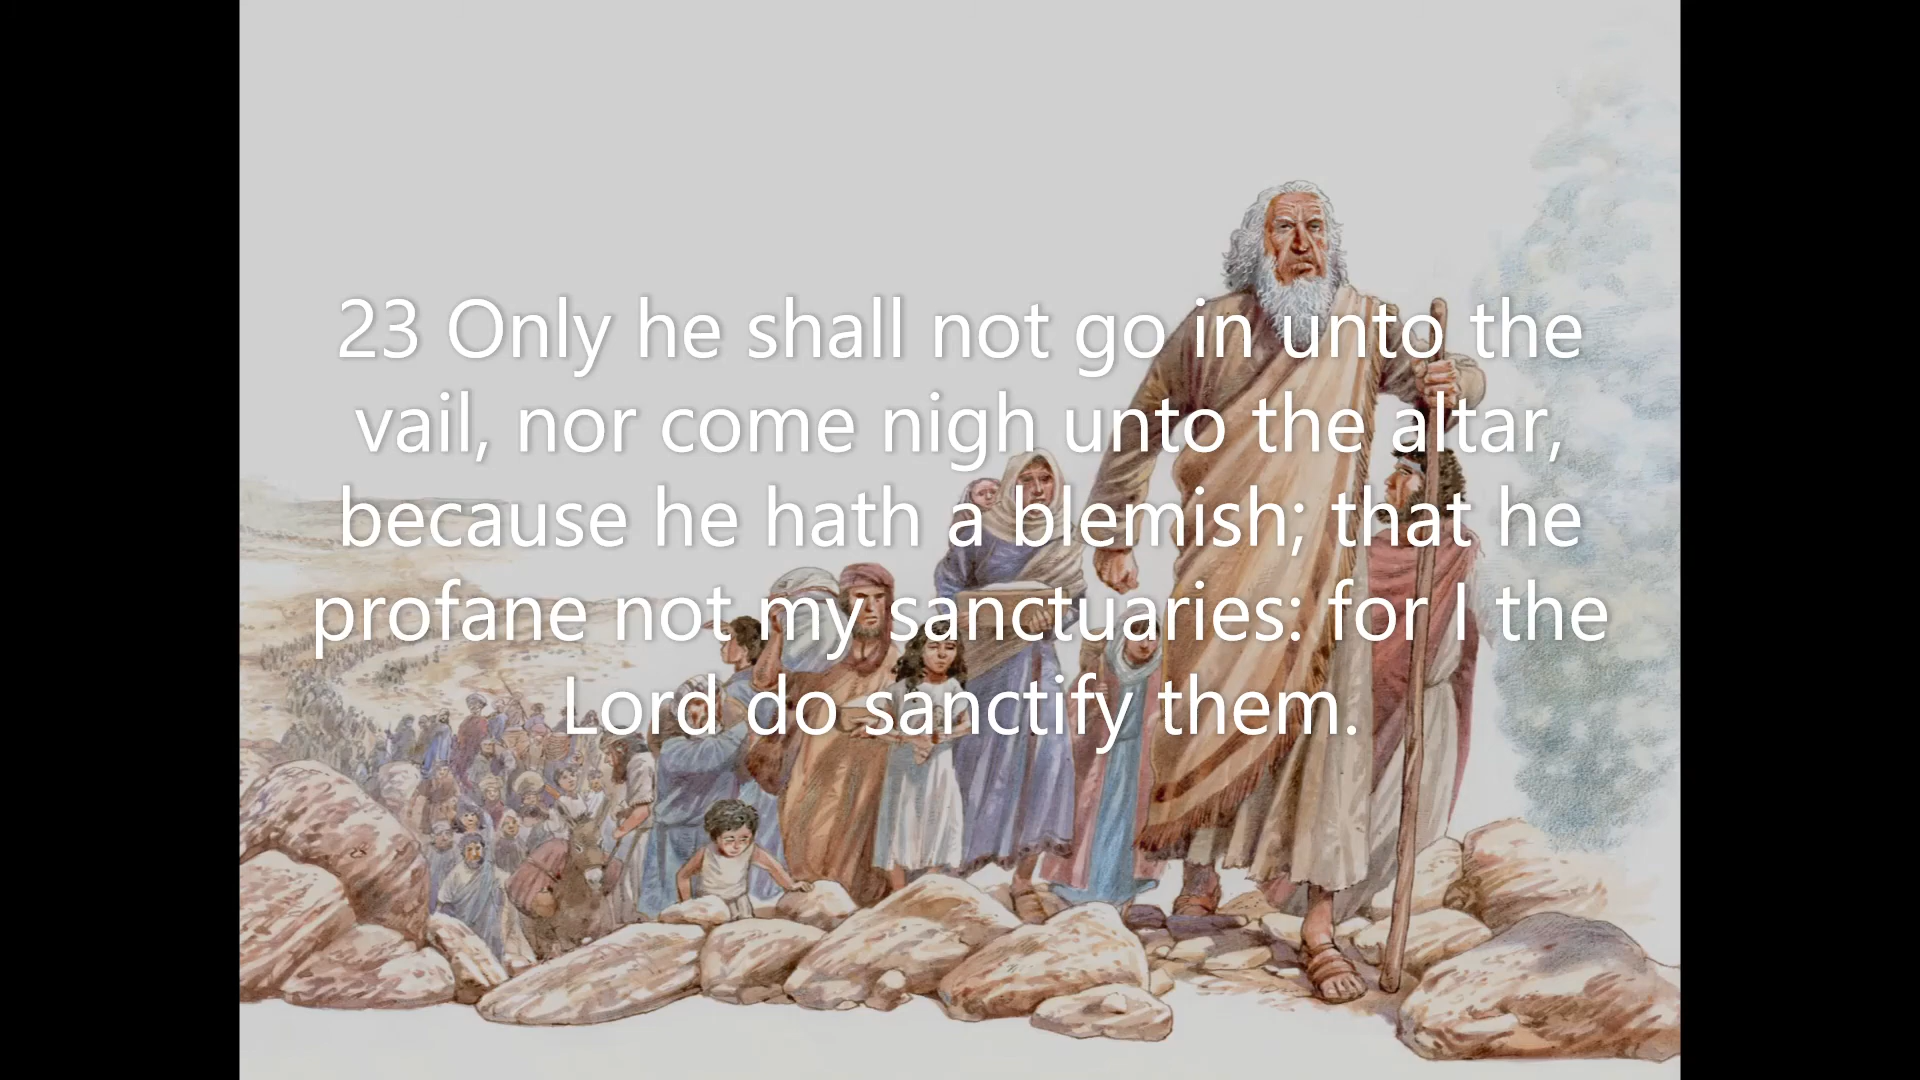 23 Only he shall not go in unto the
vail, nor come nigh unto the altar,
because he hath a blemish; that he
profane not my sanctuaries: for I the
Lord do sanctify them.